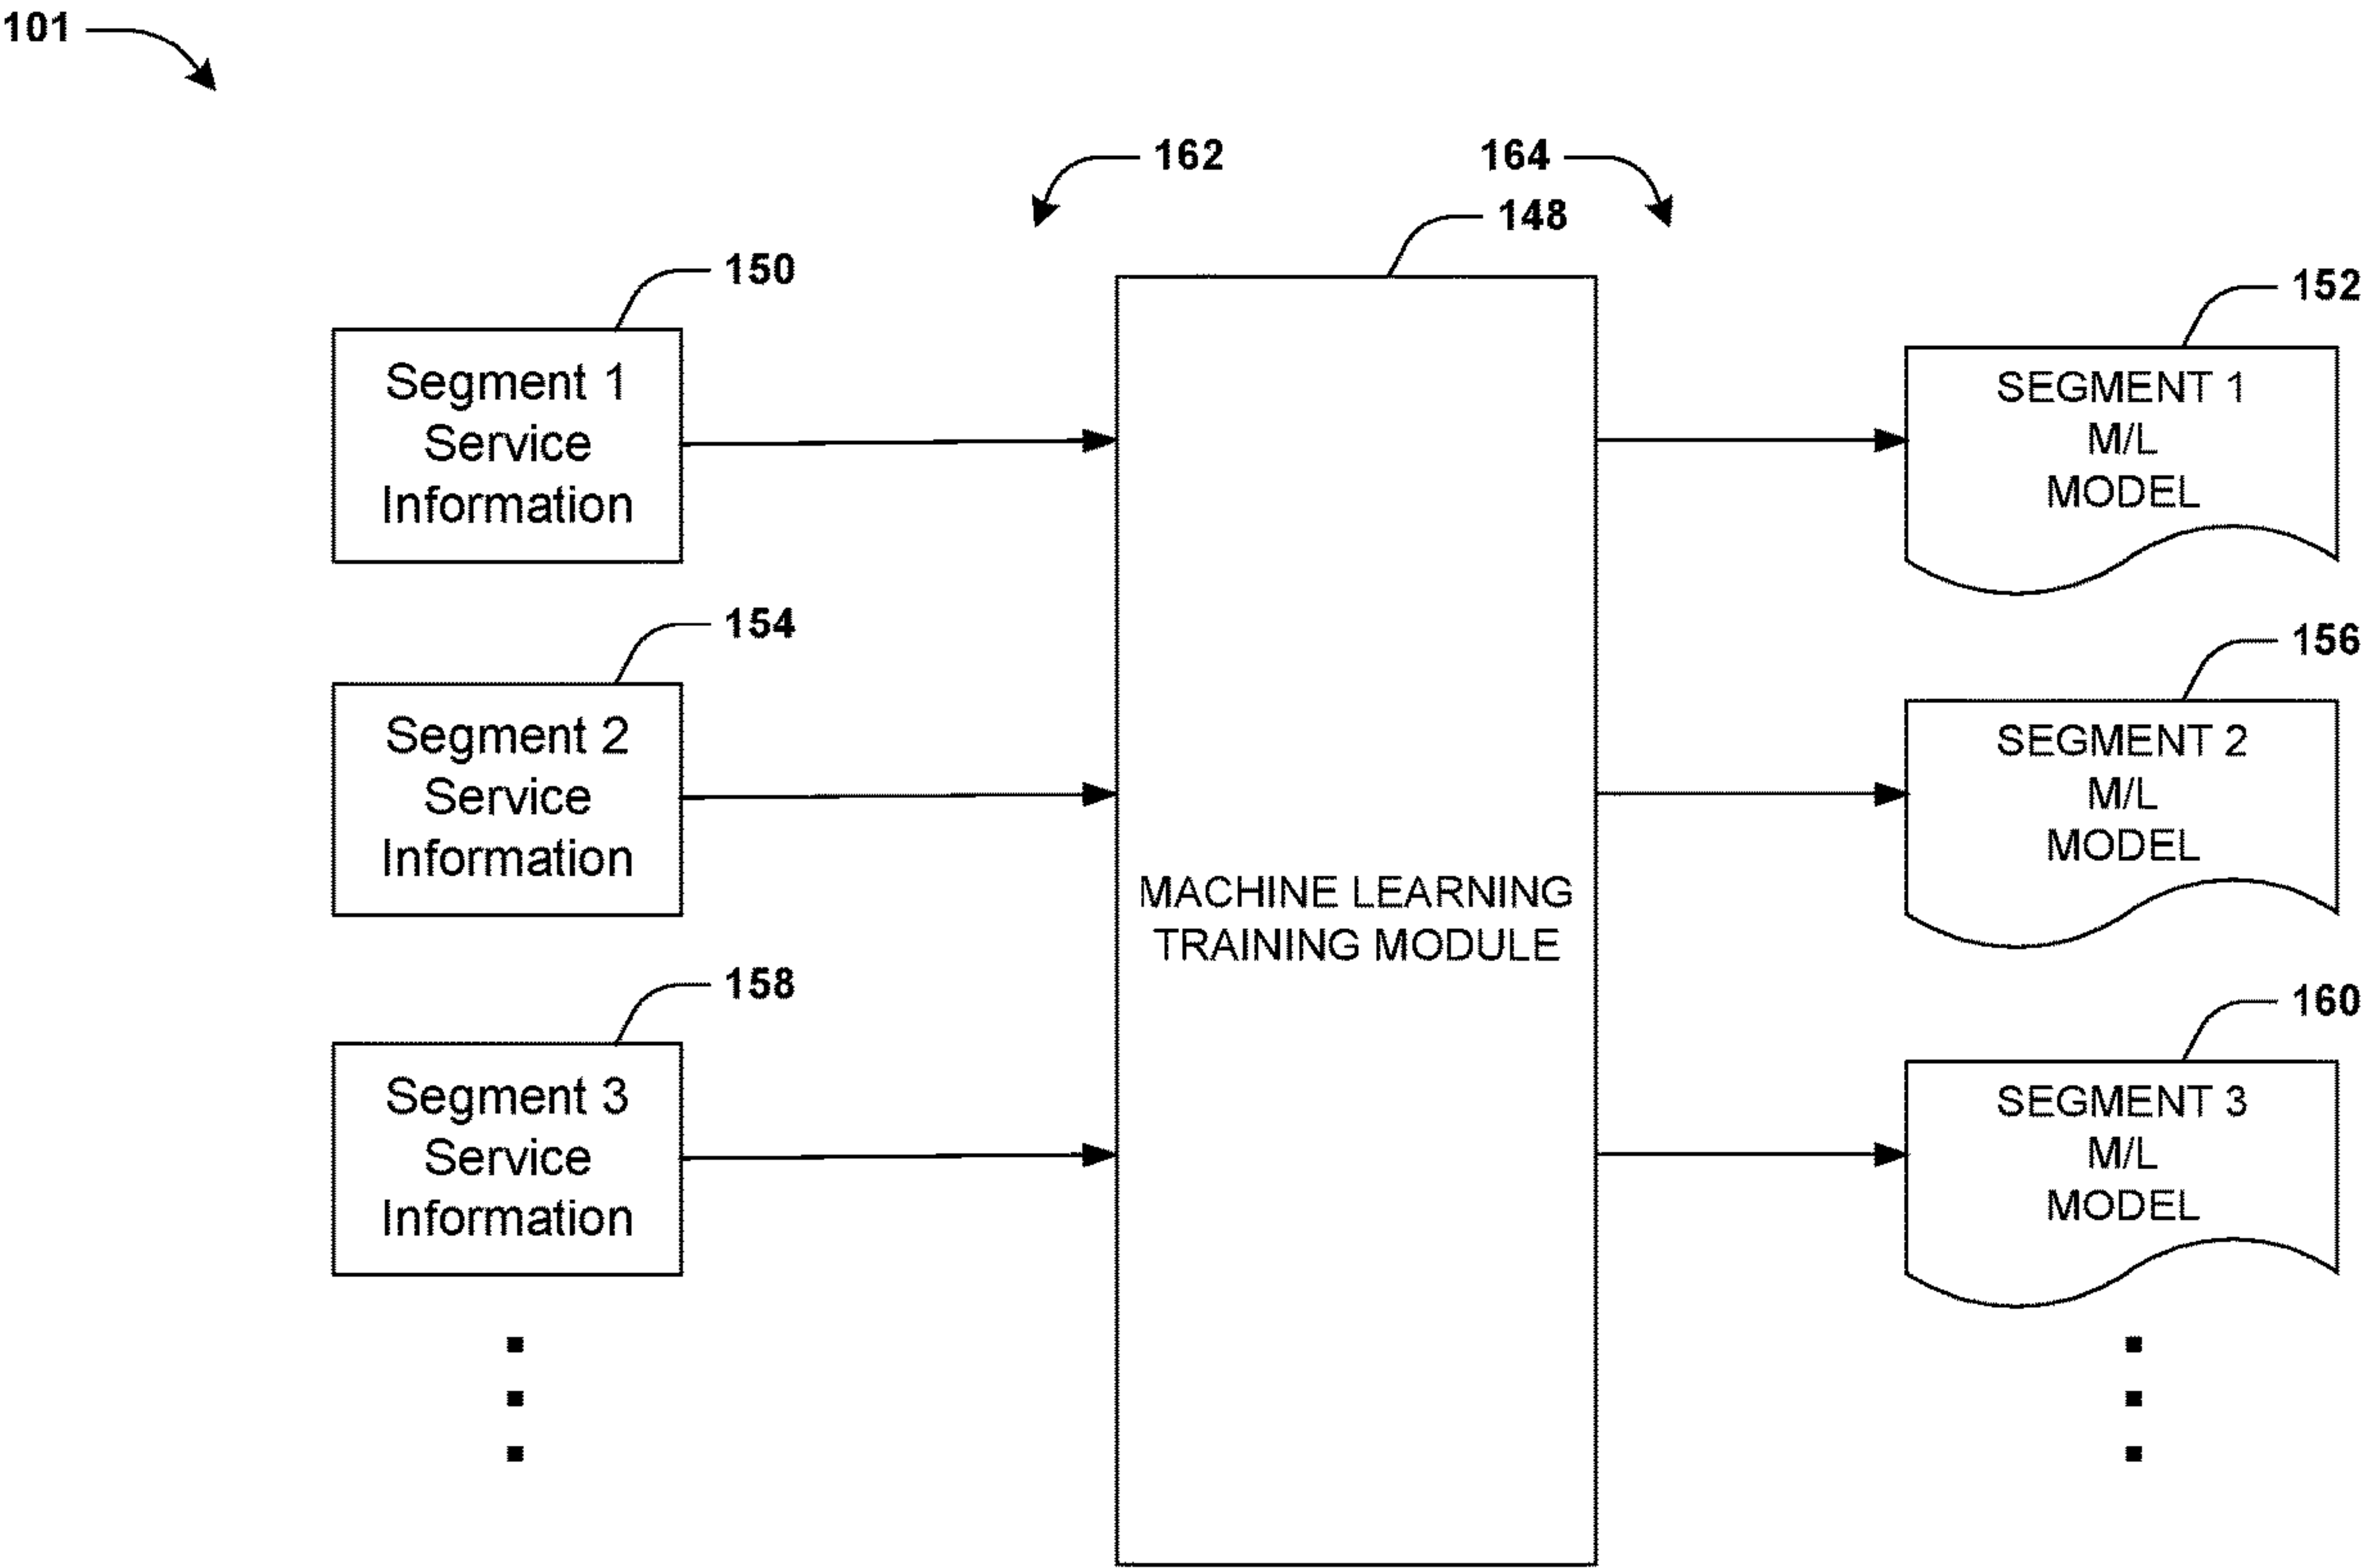 101
162
164
148
150
152
Segment 1
Service
Information
SEGMENT 1
M/L
MODEL
154
156
Segment 2
Service
Information
SEGMENT 2
M/L
MODEL
MACHINE LEARNING
TRAINING MODULE
158
160
Segment 3
Service
Information
SEGMENT 3
M/L
MODEL